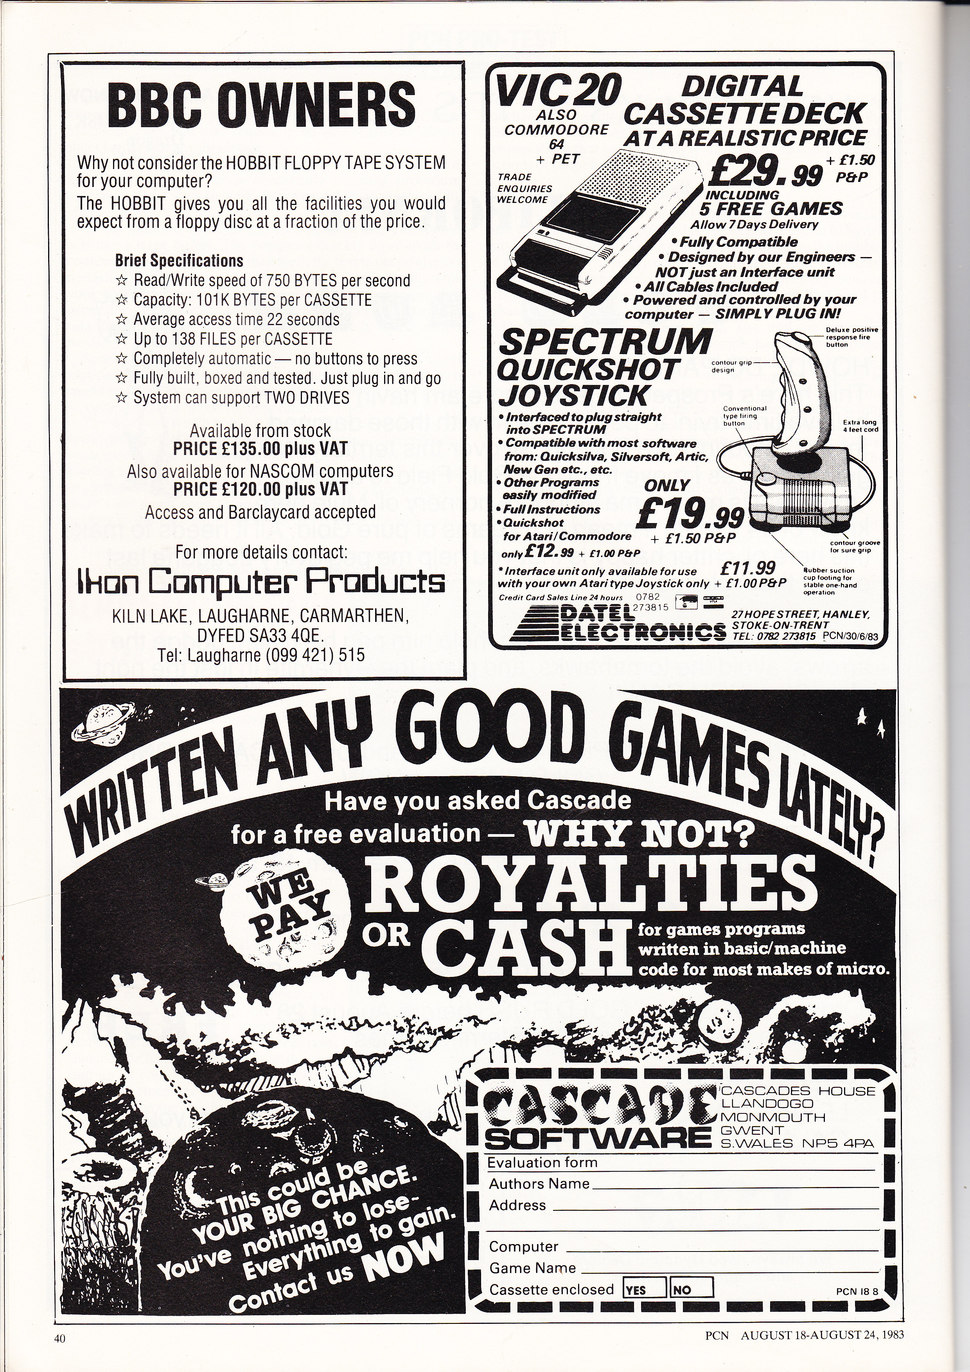 BBC OWNERS
Why not consider the HOBBIT FLOPPY TAPE SYSTEM
for your computer?
The HOBBIT gives you all the facilities you would
expect from a floppy disc at a fraction of the price.
Brief Specifications
☆ Read/Write speed of 750 BYTES per second
☆ Capacity: 101K BYTES per CASSETTE
☆ Average access time 22 seconds
☆ Up to 138 FILES per CASSETTE
☆ Completely automatic — no buttons to press
☆ Fully built, boxed and tested. Just plug in and go
☆ System can support TWO DRIVES
Available from stock
PRICE £135.00 plus VAT
Also available for NASCOM computers
PRICE £120.00 plus VAT
Access and Barclaycard accepted
For more details contact:
Ikon Computer Products
KILN LAKE, LAUGHARNE, CARMARTHEN,
DYFED SA33 4QE.
Tel: Laugharne (099 421) 515
VIC 20
ALSO
COMMODORE
64
+ PET
TRADE
ENQUIRIES
WELCOME
DIGITAL
CASSETTE DECK
AT A REALISTIC PRICE
£29.99 + £1.50
P&P
INCLUDING
5 FREE GAMES
Allow 7 Days Delivery
• Fully Compatible
• Designed by our Engineers —
NOT just an Interface unit
• All Cables Included
• Powered and controlled by your
computer — SIMPLY PLUG IN!
SPECTRUM
QUICKSHOT
JOYSTICK
• Interfaced to plug straight
into SPECTRUM
• Compatible with most software
from: Quicksilva, Silversoft, Artic,
New Gen etc., etc.
• Other Programs
easily modified
• Full Instructions
• Quickshot
for Atari/Commodore
only £12.99 + £1.00 P&P
ONLY
£19.99
+ £1.50 P&P
Deluxe positive
response fire
button
contour grip
design
Conventional
type firing
button
Extra long
4 feet cord
contour groove
for sure grip
Rubber suction
cup footing for
stable one-hand
operation
• Interface unit only available for use £11.99
with your own Atari type Joystick only + £1.00 P&P
Credit Card Sales Line 24 hours 0782
273815
DATEL
ELECTRONICS
27 HOPE STREET, HANLEY,
STOKE-ON-TRENT
TEL: 0782 273815 PCN/30/6/83
WRITTEN ANY GOOD GAMES LATELY?
Have you asked Cascade
for a free evaluation — WHY NOT?
WE
PAY
ROYALTIES
OR CASH
for games programs
written in basic/machine
code for most makes of micro.
This could be
YOUR BIG CHANCE.
You've nothing to lose-
Everything to gain.
Contact us NOW
CASCADE
SOFTWARE
CASCADES HOUSE
LLANDOGO
MONMOUTH
GWENT
S.WALES NP5 4PA
Evaluation form
Authors Name
Address
Computer
Game Name
Cassette enclosed YES NO
PCN 18 8
40
PCN AUGUST 18-AUGUST 24, 1983